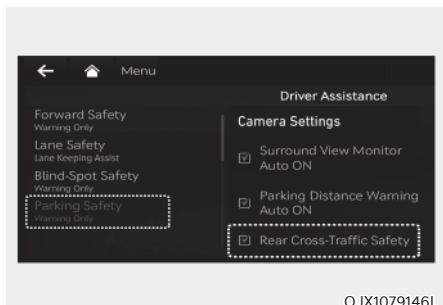 Menu
Driver Assistance
Forward Safety
Warning Only
Lane Safety
Lane Keeping Assist
Blind-Spot Safety
Warning Only
Parking Safety
Warning Only
Camera Settings
Surround View Monitor
Auto ON
Parking Distance Warning
Auto ON
Rear Cross-Traffic Safety
OJX1079146L